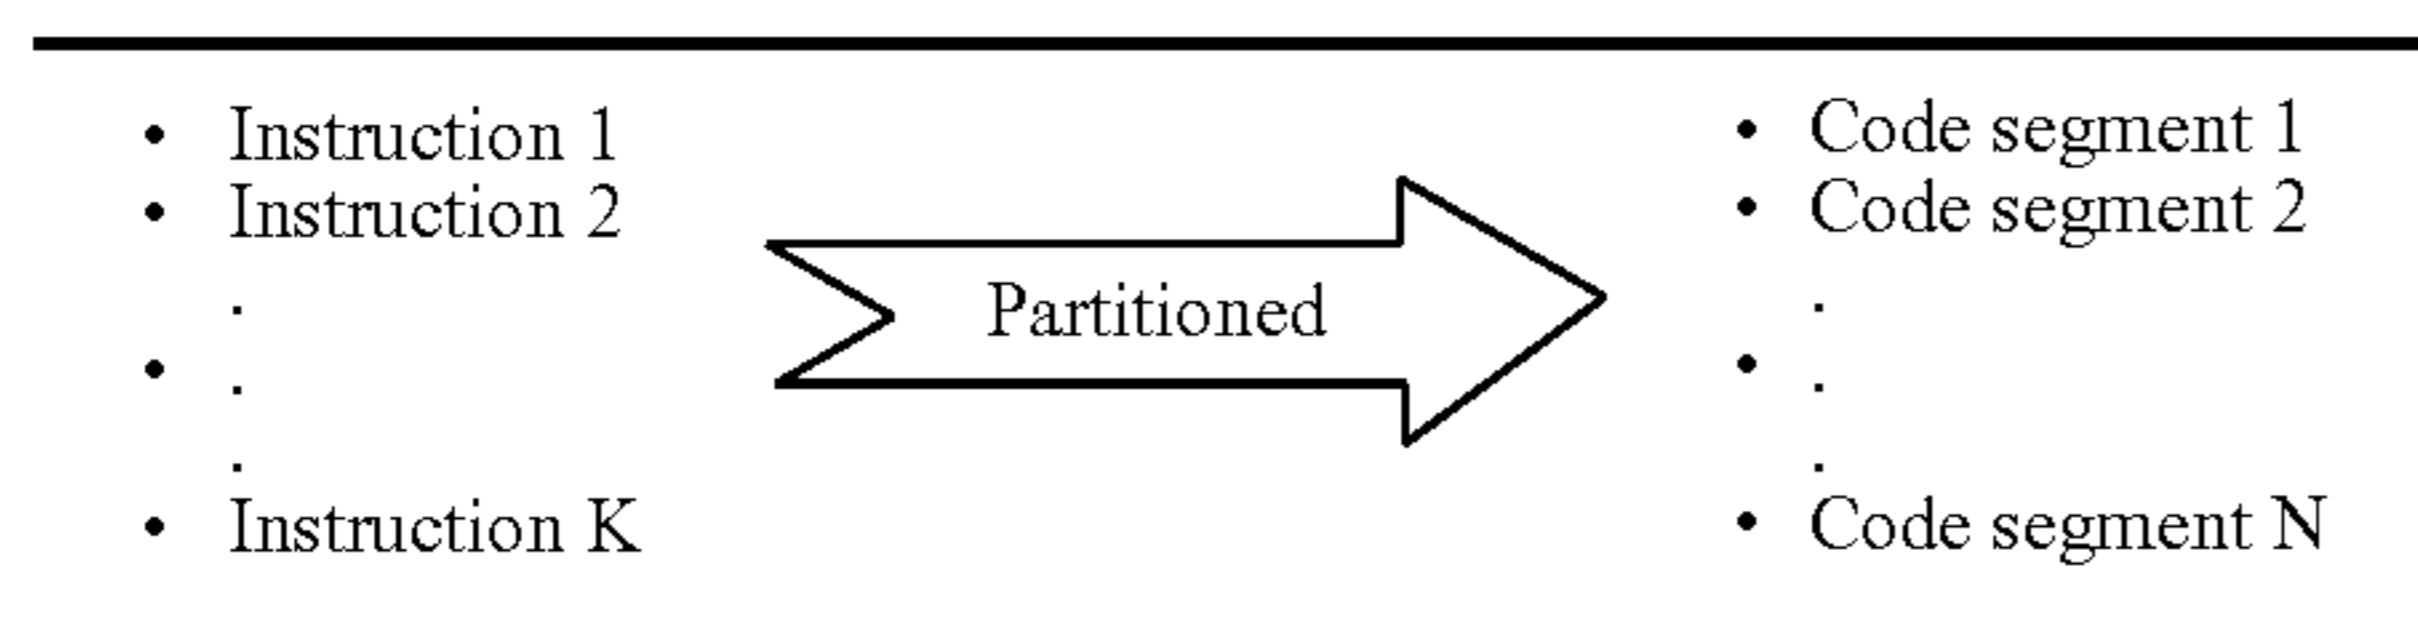 • Instruction 1
• Instruction 2
.
• .
.
• Instruction K
Partitioned
• Code segment 1
• Code segment 2
.
• .
.
• Code segment N